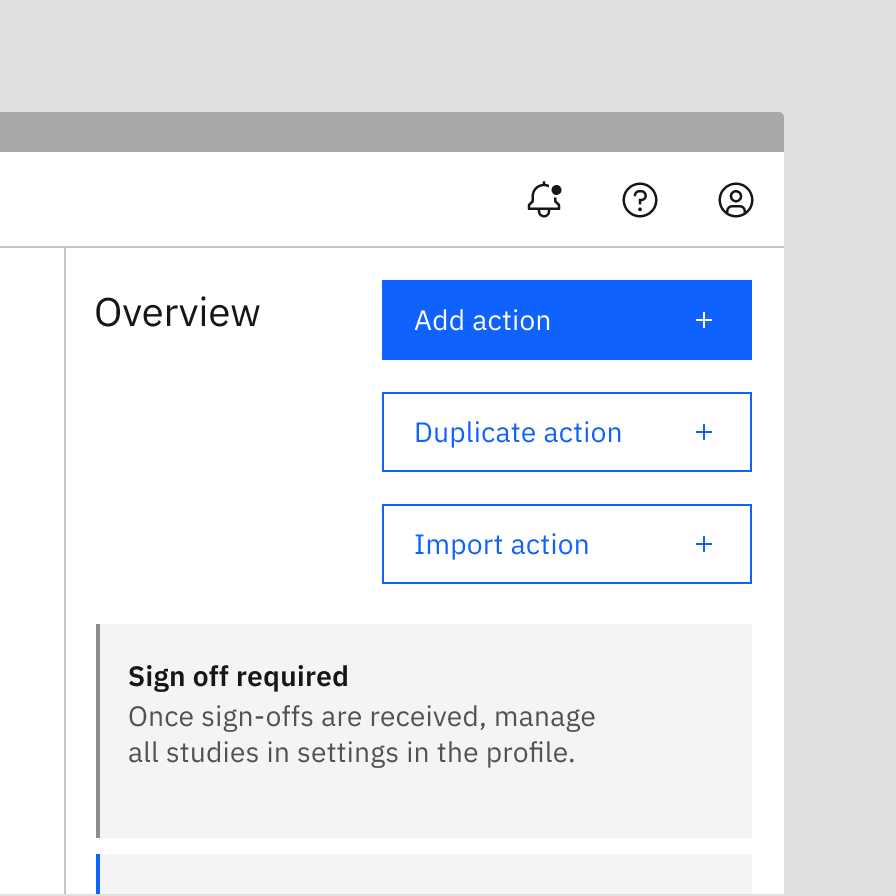 Overview
Add action
Duplicate action
Import action
Sign off required
Once sign-offs are received, manage
all studies in settings in the profile.